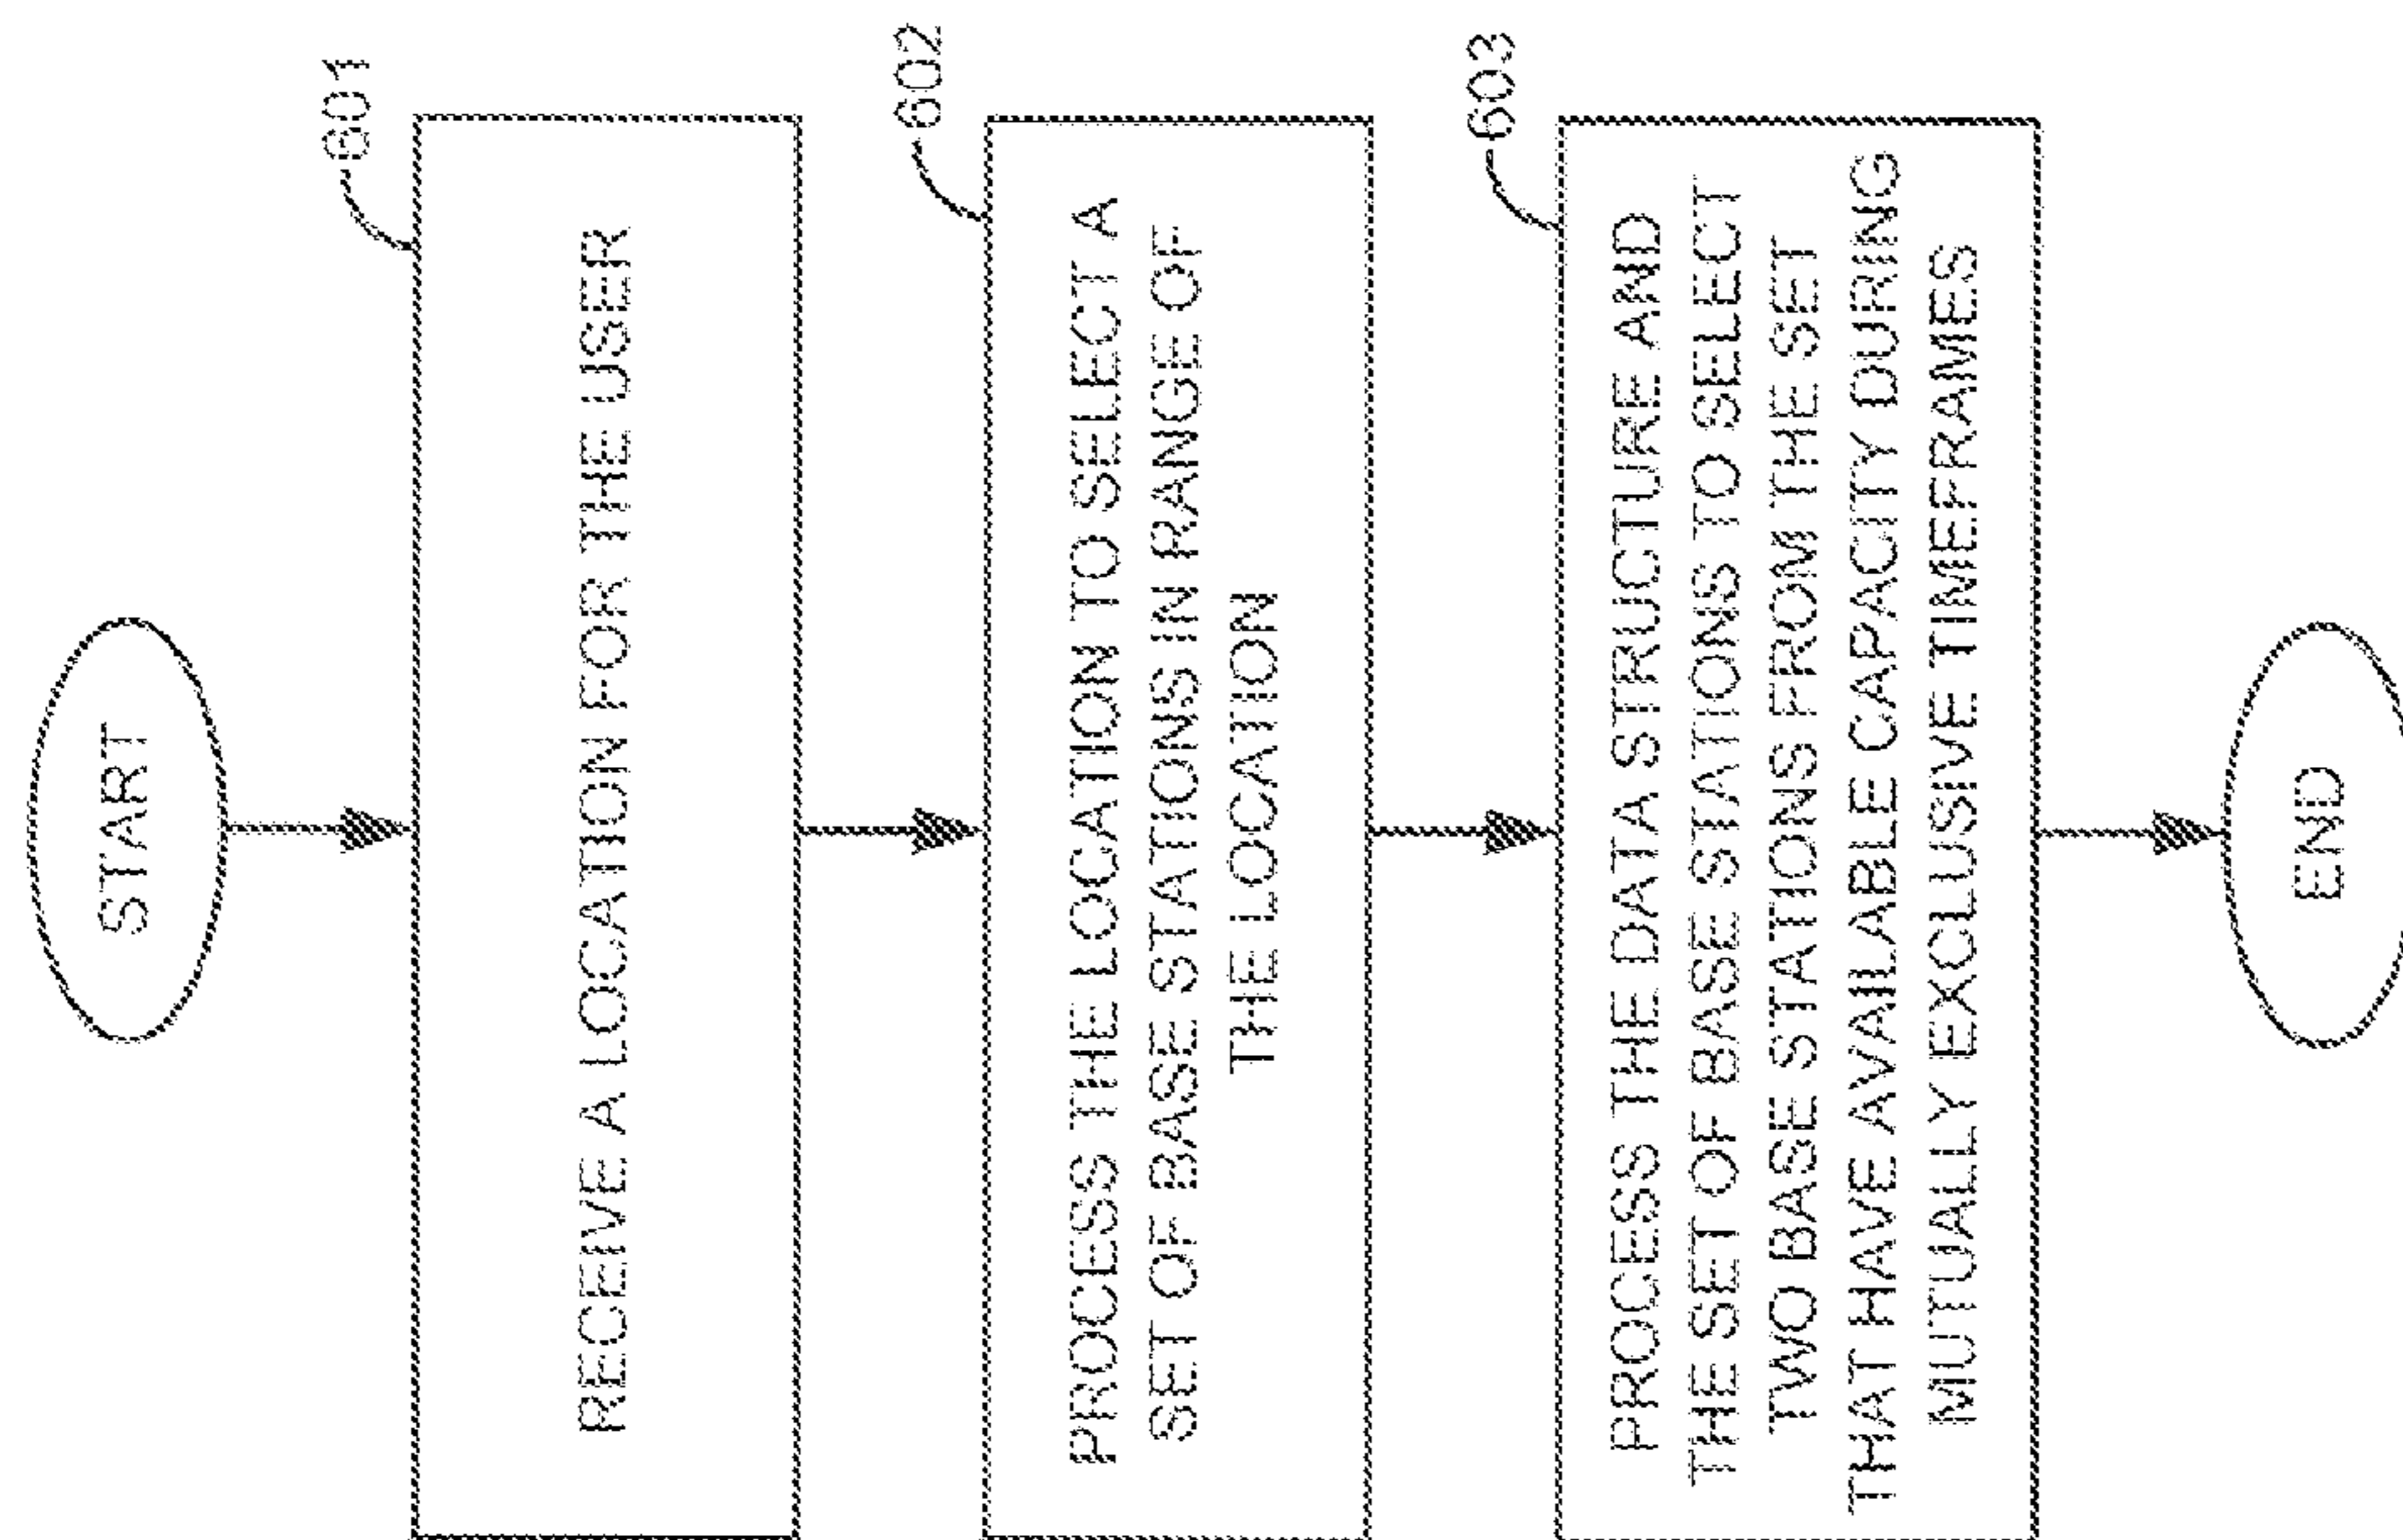 START
601
RECEIVE A LOCATION FOR THE USER
602
PROCESS THE LOCATION TO SELECT A
SET OF BASE STATIONS IN RANGE OF
THE LOCATION
603
PROCESS THE DATA STRUCTURE AND
THE SET OF BASE STATIONS TO SELECT
TWO BASE STATIONS FROM THE SET
THAT HAVE AVAILABLE CAPACITY DURING
MUTUALLY EXCLUSIVE TIMEFRAMES
END